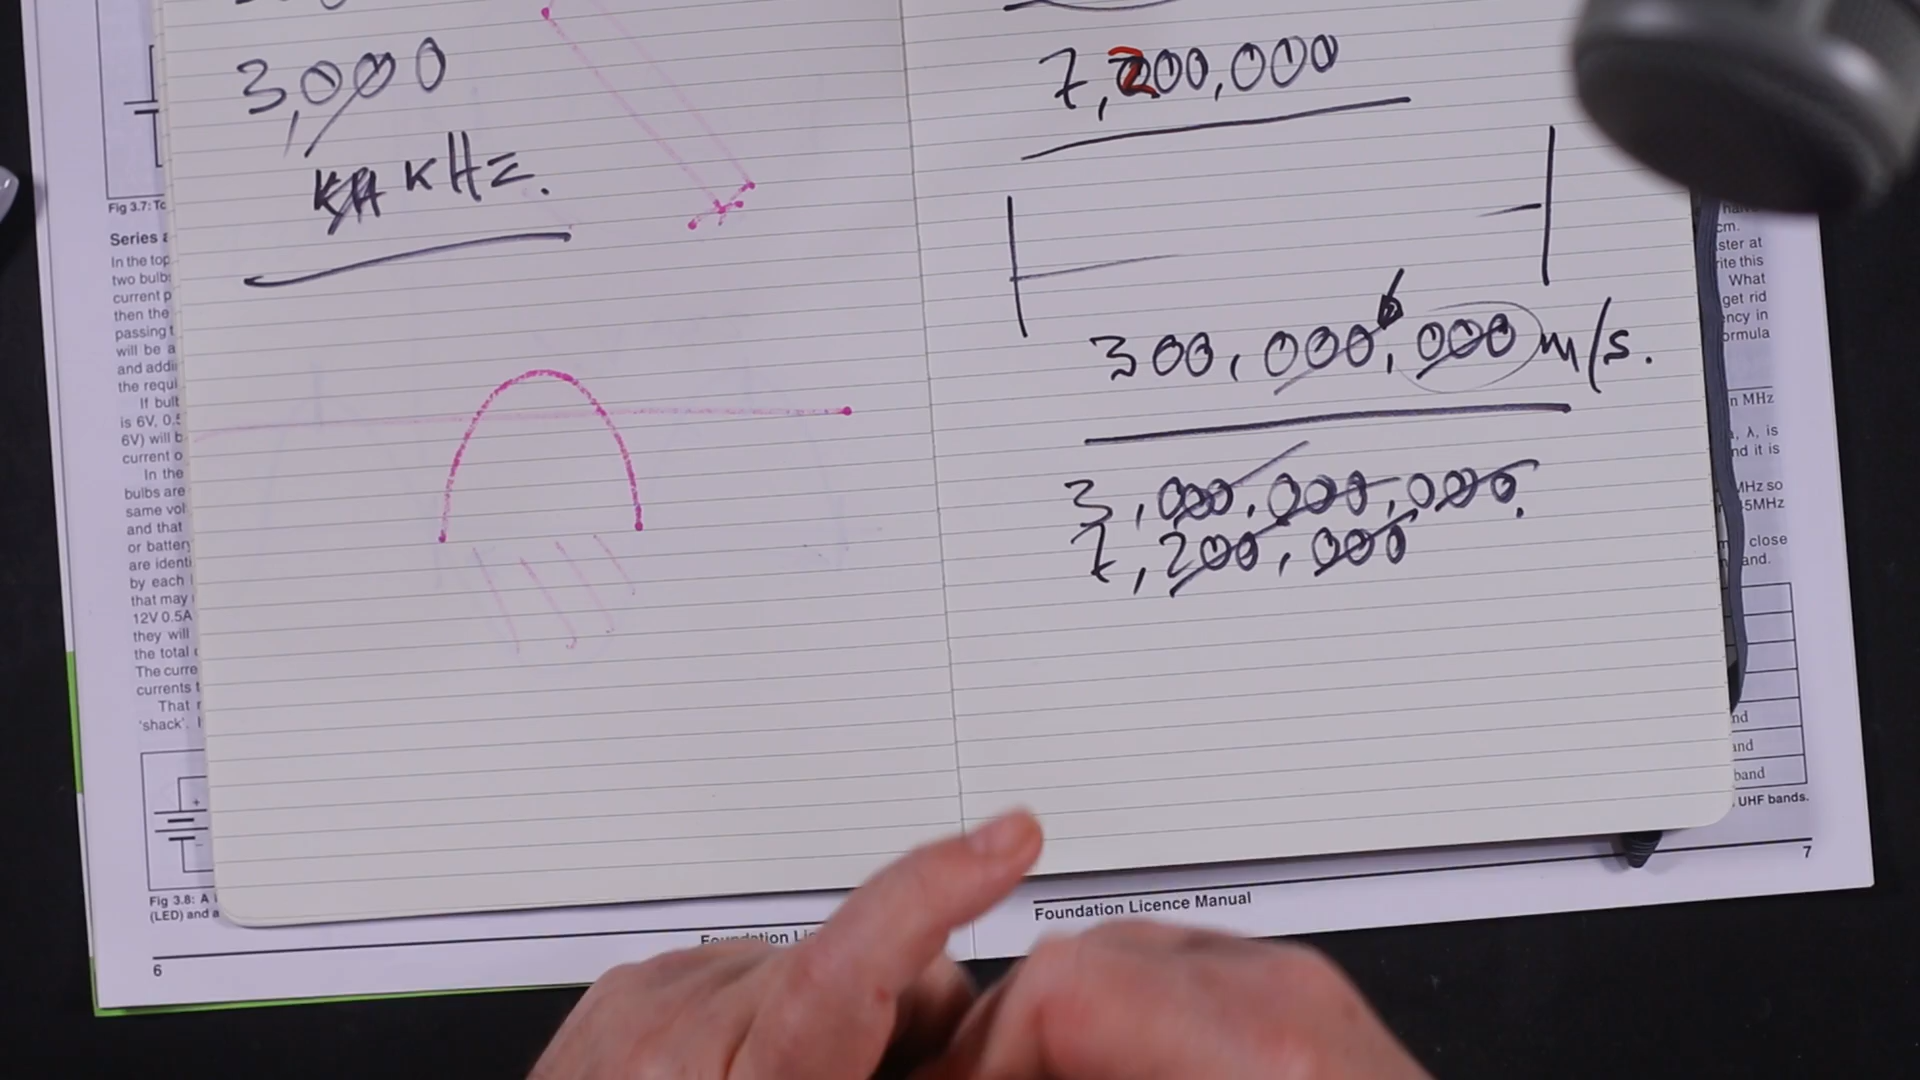 3,000
KH KHz.
7,200,000
300,000,000 m/s.
3,000,000,000.
7,200,000
Fig 3.7: To
Series
In the top
two bulb
current p
then the
passing t
will be a
and addi
the requi
If bulb
is 6V, 0.5
6V) will b
current o
In the
bulbs are
same vol
and that
or battery
are identi
by each
that may
12V 0.5A
they will
the total
The curre
currents t
That
'shack'.
+
Fig 3.8: A
(LED) and a
6
cm.
ster at
rite this
What
get rid
ency in
ormula
n MHz
λ, is
nd it is
MHz so
5MHz
close
and.
nd
and
band
UHF bands.
7
Foundation Licence Manual